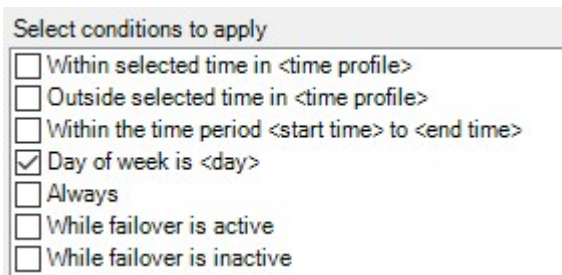 Select conditions to apply
Within selected time in <time profile>
Outside selected time in <time profile>
Within the time period <start time> to <end time>
Day of week is <day>
Always
While failover is active
While failover is inactive